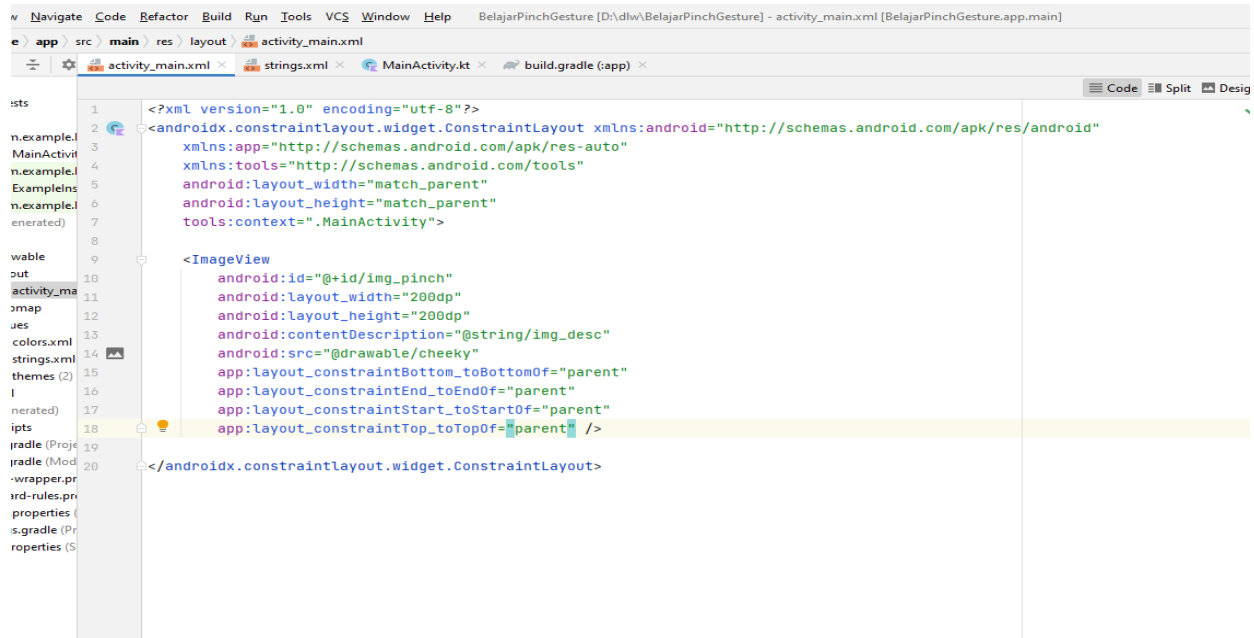 Navigate Code Refactor Build Run Tools VCS Window Help BelajarPinchGesture [D:\dlw\BelajarPinchGesture] - activity_main.xml [BelajarPinchGesture.app.main]
app src main res layout activity_main.xml
activity_main.xml strings.xml MainActivity.kt build.gradle (:app)
Code Split Desig
ests
m.example.
MainActivit
m.example.
ExampleIns
m.example.
enerated)
wable
out
activity_ma
omap
ues
colors.xml
strings.xml
themes (2)
nerated)
ipts
gradle (Proje
gradle (Mod
-wrapper.pr
ard-rules.pr
properties (
s.gradle (Pr
roperties (S
1 <?xml version="1.0" encoding="utf-8"?>
2 <androidx.constraintlayout.widget.ConstraintLayout xmlns:android="http://schemas.android.com/apk/res/android"
3 xmlns:app="http://schemas.android.com/apk/res-auto"
4 xmlns:tools="http://schemas.android.com/tools"
5 android:layout_width="match_parent"
6 android:layout_height="match_parent"
7 tools:context=".MainActivity">
8
9 <ImageView
10 android:id="@+id/img_pinch"
11 android:layout_width="200dp"
12 android:layout_height="200dp"
13 android:contentDescription="@string/img_desc"
14 android:src="@drawable/cheeky"
15 app:layout_constraintBottom_toBottomOf="parent"
16 app:layout_constraintEnd_toEndOf="parent"
17 app:layout_constraintStart_toStartOf="parent"
18 app:layout_constraintTop_toTopOf="parent" />
19
20 </androidx.constraintlayout.widget.ConstraintLayout>